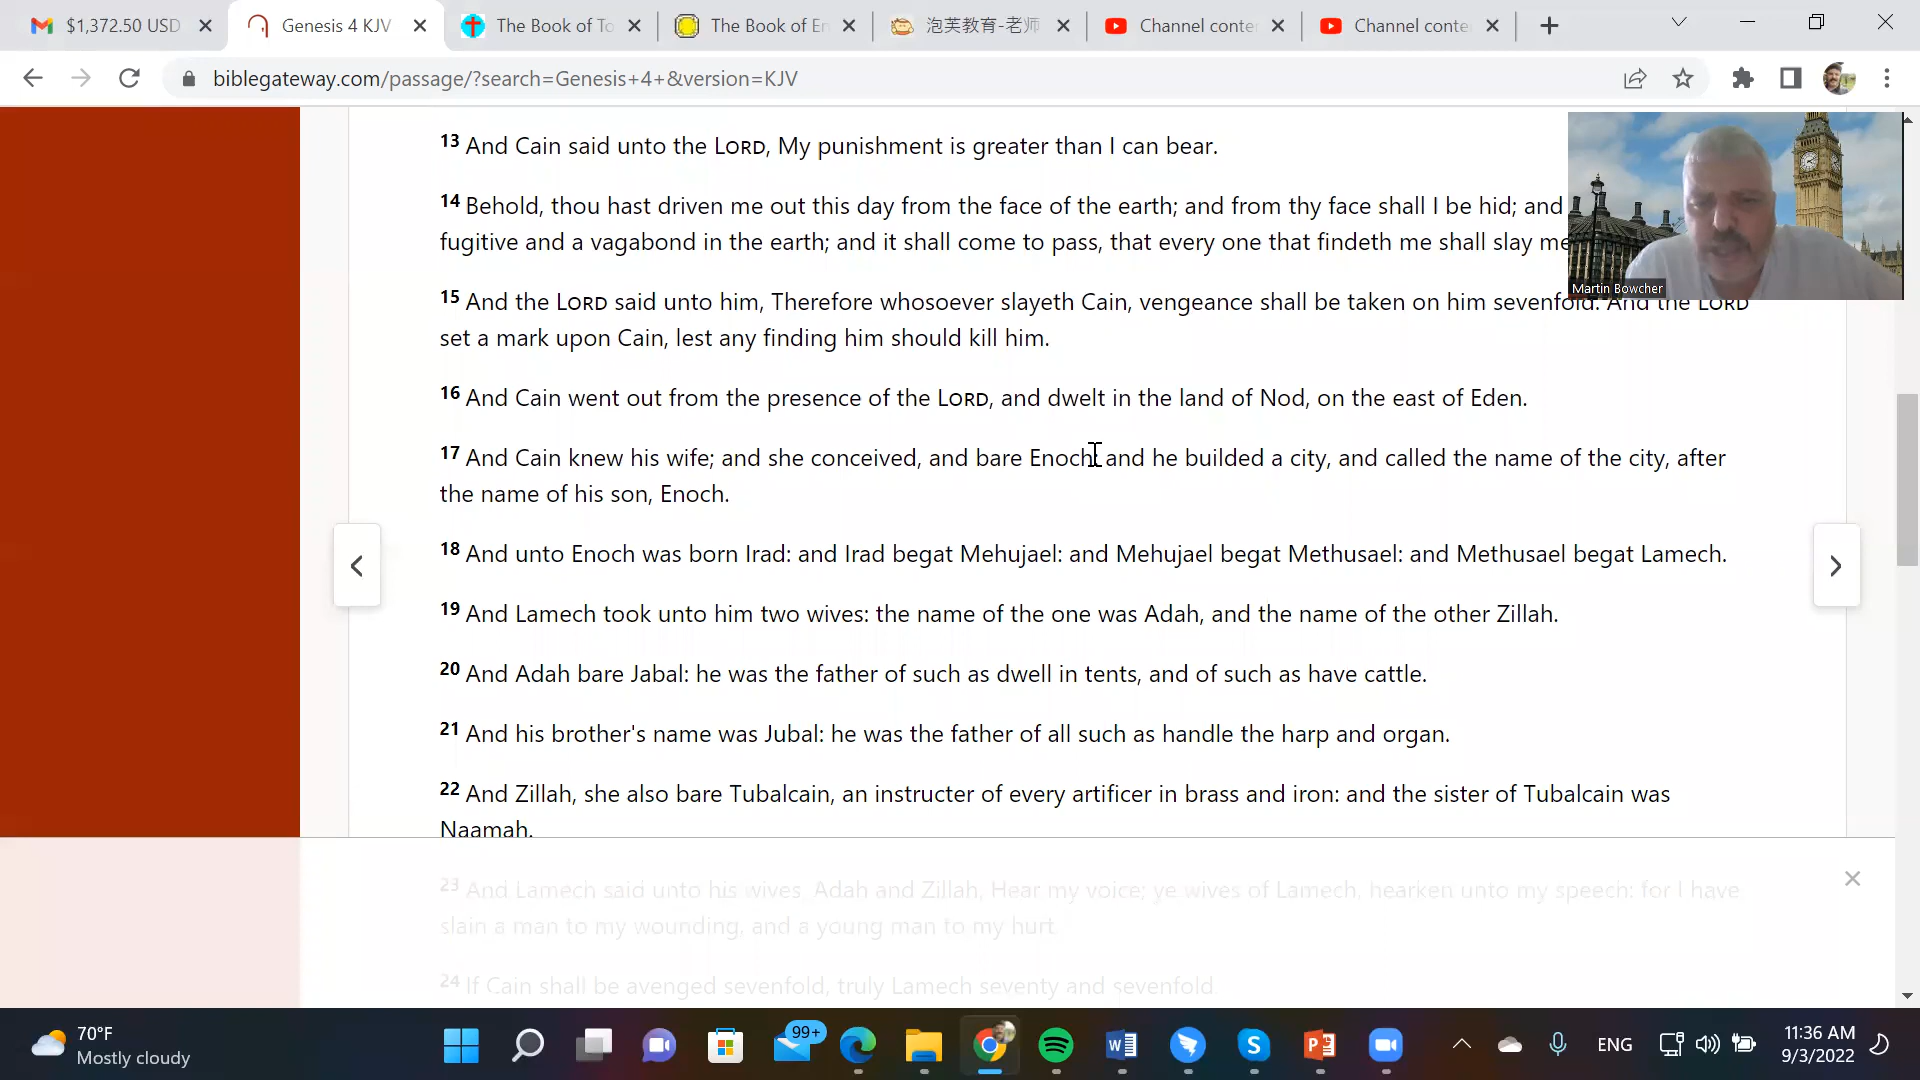 $1,372.50 USD
Genesis 4 KJV
The Book of To
The Book of En
泡芙教育-老师
Channel conte
Channel conte
biblegateway.com/passage/?search=Genesis+4+&version=KJV
13 And Cain said unto the LORD, My punishment is greater than I can bear.
14 Behold, thou hast driven me out this day from the face of the earth; and from thy face shall I be hid; and
fugitive and a vagabond in the earth; and it shall come to pass, that every one that findeth me shall slay me
Martin Bowcher
15 And the LORD said unto him, Therefore whosoever slayeth Cain, vengeance shall be taken on him sevenfold. And the LORD
set a mark upon Cain, lest any finding him should kill him.
16 And Cain went out from the presence of the LORD, and dwelt in the land of Nod, on the east of Eden.
17 And Cain knew his wife; and she conceived, and bare Enoch: and he builded a city, and called the name of the city, after
the name of his son, Enoch.
18 And unto Enoch was born Irad: and Irad begat Mehujael: and Mehujael begat Methusael: and Methusael begat Lamech.
19 And Lamech took unto him two wives: the name of the one was Adah, and the name of the other Zillah.
20 And Adah bare Jabal: he was the father of such as dwell in tents, and of such as have cattle.
21 And his brother's name was Jubal: he was the father of all such as handle the harp and organ.
22 And Zillah, she also bare Tubalcain, an instructer of every artificer in brass and iron: and the sister of Tubalcain was
Naamah.
23 And Lamech said unto his wives, Adah and Zillah, Hear my voice; ye wives of Lamech, hearken unto my speech: for I have
slain a man to my wounding, and a young man to my hurt.
24 If Cain shall be avenged sevenfold, truly Lamech seventy and sevenfold.
70°F
Mostly cloudy
99+
ENG
11:36 AM
9/3/2022